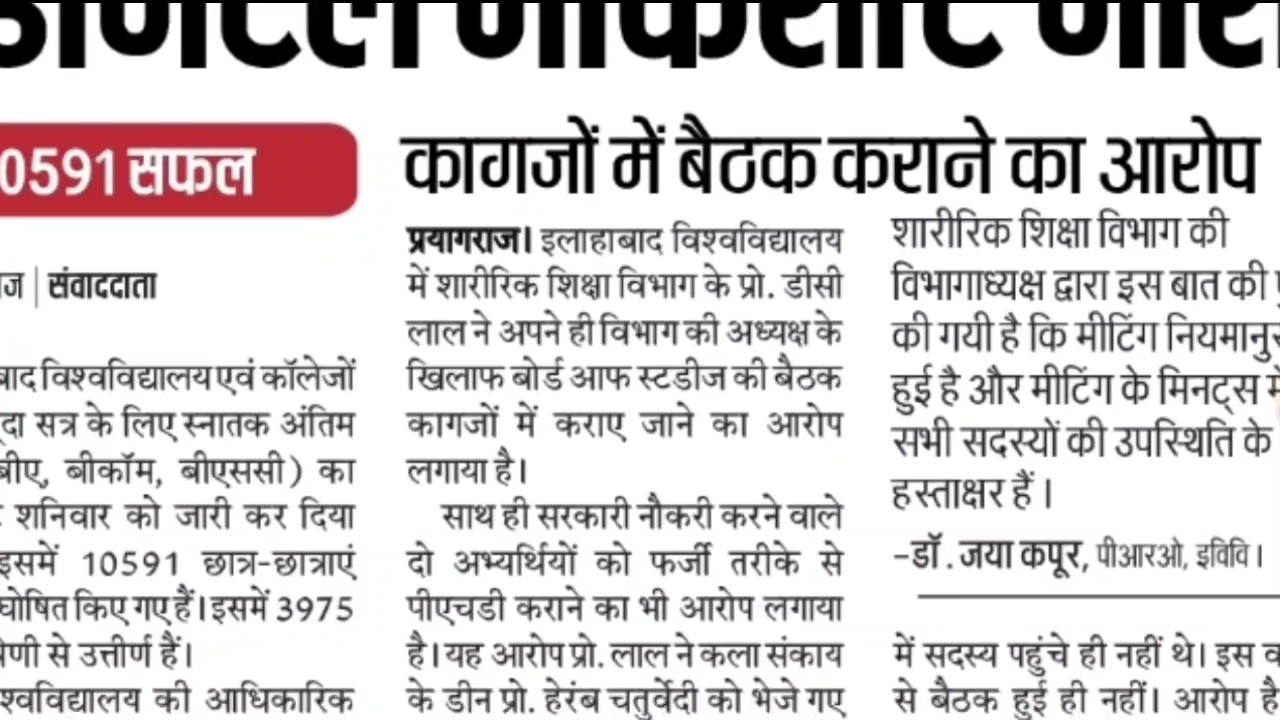 0591 सफल
संवाददाता
विश्वविद्यालय एवं कॉलेजों
सत्र के लिए स्नातक अंतिम
बीए, बीकॉम, बीएससी) का
शनिवार को जारी कर दिया
इसमें 10591 छात्र-छात्राएं
घोषित किए गए हैं। इसमें 3975
से उत्तीर्ण हैं।
की आधिकारिक
कागजों में बैठक कराने का आरोप
प्रयागराज। इलाहाबाद विश्वविद्यालय
में शारीरिक शिक्षा विभाग के प्रो. डीसी
लाल ने अपने ही विभाग की अध्यक्ष के
खिलाफ बोर्ड आफ स्टडीज की बैठक
कागजों में कराए जाने का आरोप
लगाया है।
साथ ही सरकारी नौकरी करने वाले
दो अभ्यर्थियों को फर्जी तरीके से
पीएचडी कराने का भी आरोप लगाया
है। यह आरोप प्रो. लाल ने कला संकाय
के डीन प्रो. हेरंब चतुर्वेदी को भेजे गए
शारीरिक शिक्षा विभाग की
विभागाध्यक्ष द्वारा इस बात की
की गयी है कि मीटिंग
हुई है और मीटिंग के मिनट्स
सभी सदस्यों की उपस्थिति के
हस्ताक्षर हैं।
-डॉ. जया कपूर, पीआरओ, इविवि।
में सदस्य पहुंचे ही नहीं थे। इस
से बैठक हुई ही नहीं। आरोप है